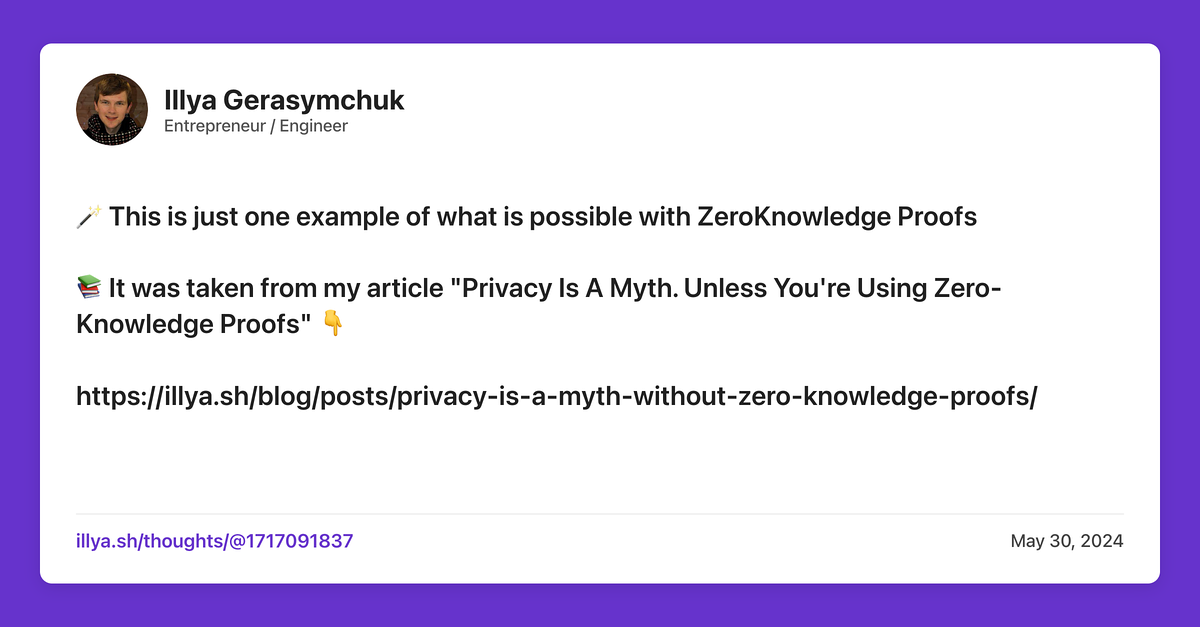 Illya Gerasymchuk
Entrepreneur / Engineer
🪄 This is just one example of what is possible with ZeroKnowledge Proofs
📚 It was taken from my article "Privacy Is A Myth. Unless You're Using Zero-
Knowledge Proofs" 👇
https://illya.sh/blog/posts/privacy-is-a-myth-without-zero-knowledge-proofs/
illya.sh/thoughts/@1717091837
May 30, 2024